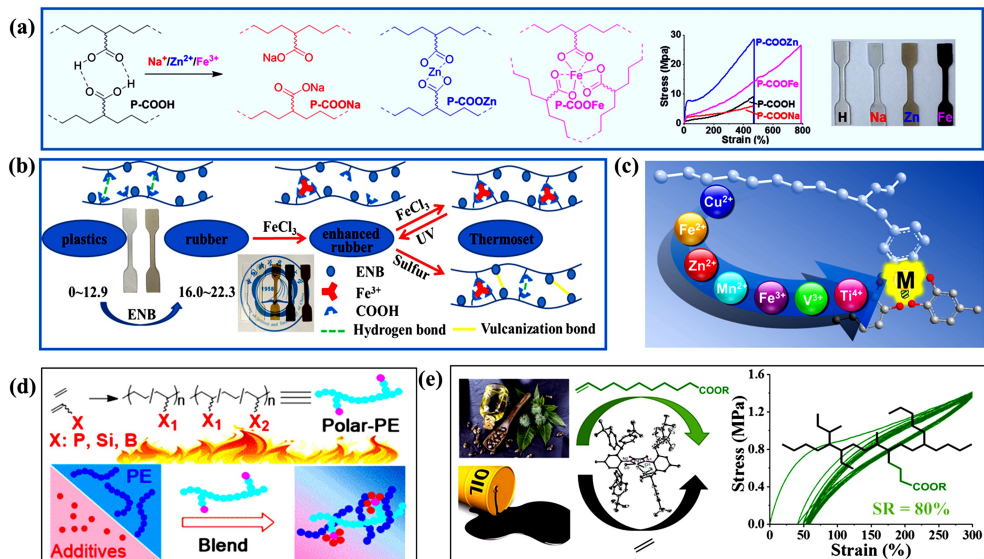 (a)
H
O
O
O
H
O
P-COOH
Na⁺/Zn²⁺/Fe³⁺
NaO
O
O
ONa
P-COONa
O
O
Zn
O
O
P-COOZn
O
O
O
Fe
O
O
O
P-COOFe
Stress (Mpa)
30
20
10
0
P-COOZn
P-COOFe
P-COOH
P-COONa
0 200 400 600 800
Strain (%)
H Na Zn Fe
(b)
plastics
rubber
FeCl₃
enhanced
rubber
FeCl₃
UV
Sulfur
Thermoset
0~12.9
16.0~22.3
ENB
1958
ENB
Fe³⁺
COOH
Hydrogen bond
Vulcanization bond
(c)
Cu²⁺
Fe²⁺
Zn²⁺
Mn²⁺
Fe³⁺
V³⁺
Ti⁴⁺
M
(d)
X
X: P, Si, B
n
n
X₁ X₁ X₂
Polar-PE
PE
Additives
Blend
(e)
OIL
COOR
Stress (MPa)
1.6
1.2
0.8
0.4
0.0
COOR
SR = 80%
0 100 200 300
Strain (%)